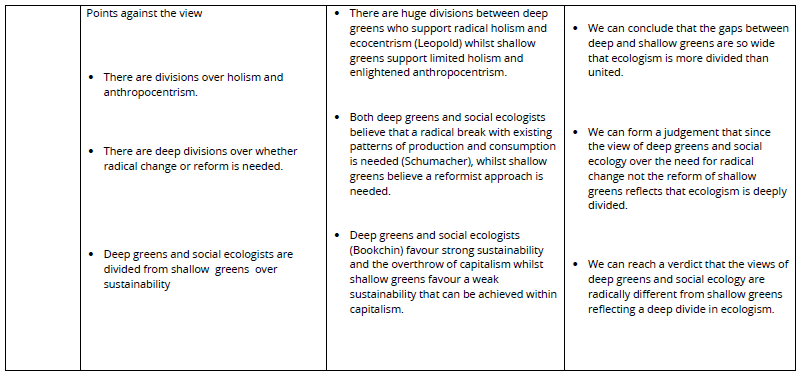 Points against the view
• There are divisions over holism and
anthropocentrism.
• There are deep divisions over whether
radical change or reform is needed.
• Deep greens and social ecologists are
divided from shallow greens over
sustainability
• There are huge divisions between deep
greens who support radical holism and
ecocentrism (Leopold) whilst shallow
greens support limited holism and
enlightened anthropocentrism.
• Both deep greens and social ecologists
believe that a radical break with existing
patterns of production and consumption
is needed (Schumacher), whilst shallow
greens believe a reformist approach is
needed.
• Deep greens and social ecologists
(Bookchin) favour strong sustainability
and the overthrow of capitalism whilst
shallow greens favour a weak
sustainability that can be achieved within
capitalism.
• We can conclude that the gaps between
deep and shallow greens are so wide
that ecologism is more divided than
united.
• We can form a judgement that since
the view of deep greens and social
ecology over the need for radical
change not the reform of shallow
greens reflects that ecologism is deeply
divided.
• We can reach a verdict that the views of
deep greens and social ecology are
radically different from shallow greens
reflecting a deep divide in ecologism.